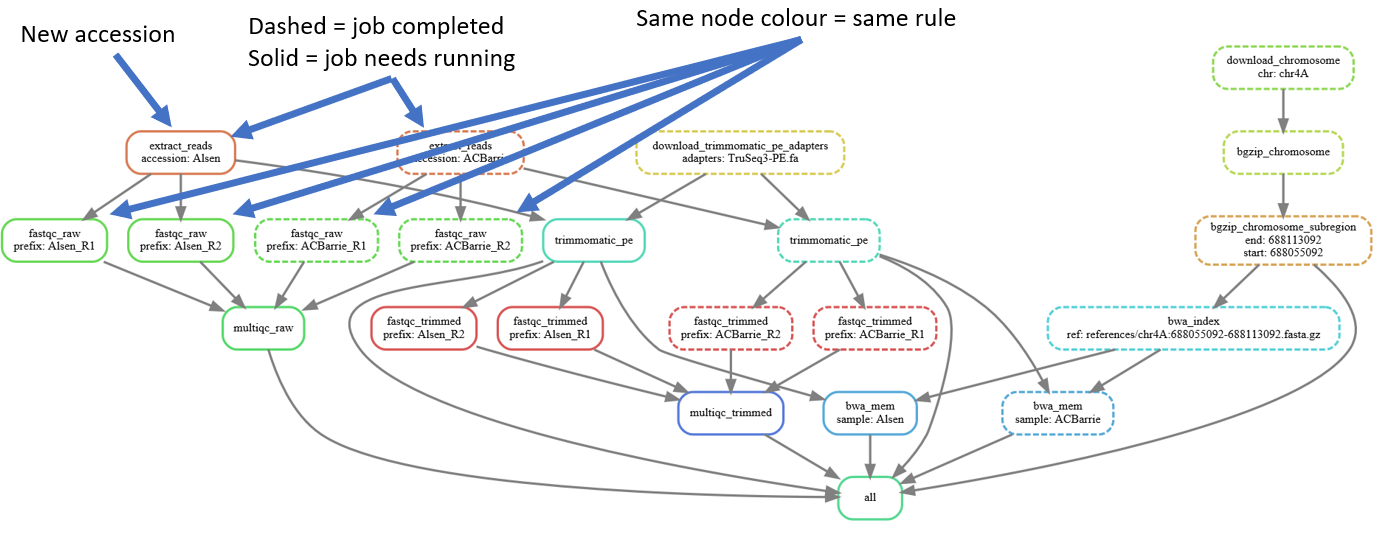 New accession
Dashed = job completed
Solid = job needs running
Same node colour = same rule
download_chromosome
chr: chr4A
extract_reads
accession: Alsen
extract_reads
accession: ACBarrie
download_trimmomatic_pe_adapters
adapters: TruSeq3-PE.fa
bgzip_chromosome
fastqc_raw
prefix: Alsen_R1
fastqc_raw
prefix: Alsen_R2
fastqc_raw
prefix: ACBarrie_R1
fastqc_raw
prefix: ACBarrie_R2
trimmomatic_pe
trimmomatic_pe
bgzip_chromosome_subregion
end: 688113092
start: 688055092
multiqc_raw
fastqc_trimmed
prefix: Alsen_R2
fastqc_trimmed
prefix: Alsen_R1
fastqc_trimmed
prefix: ACBarrie_R2
fastqc_trimmed
prefix: ACBarrie_R1
bwa_index
ref: references/chr4A:688055092-688113092.fasta.gz
multiqc_trimmed
bwa_mem
sample: Alsen
bwa_mem
sample: ACBarrie
all